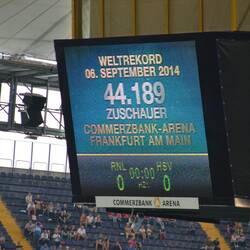 WELTREKORD
06. SEPTEMBER 2014
44.189
ZUSCHAUER
COMMERZBANK-ARENA
FRANKFURT AM MAIN
RNL 00:00 HSV
0 HZ1 0
COMMERZBANK ARENA